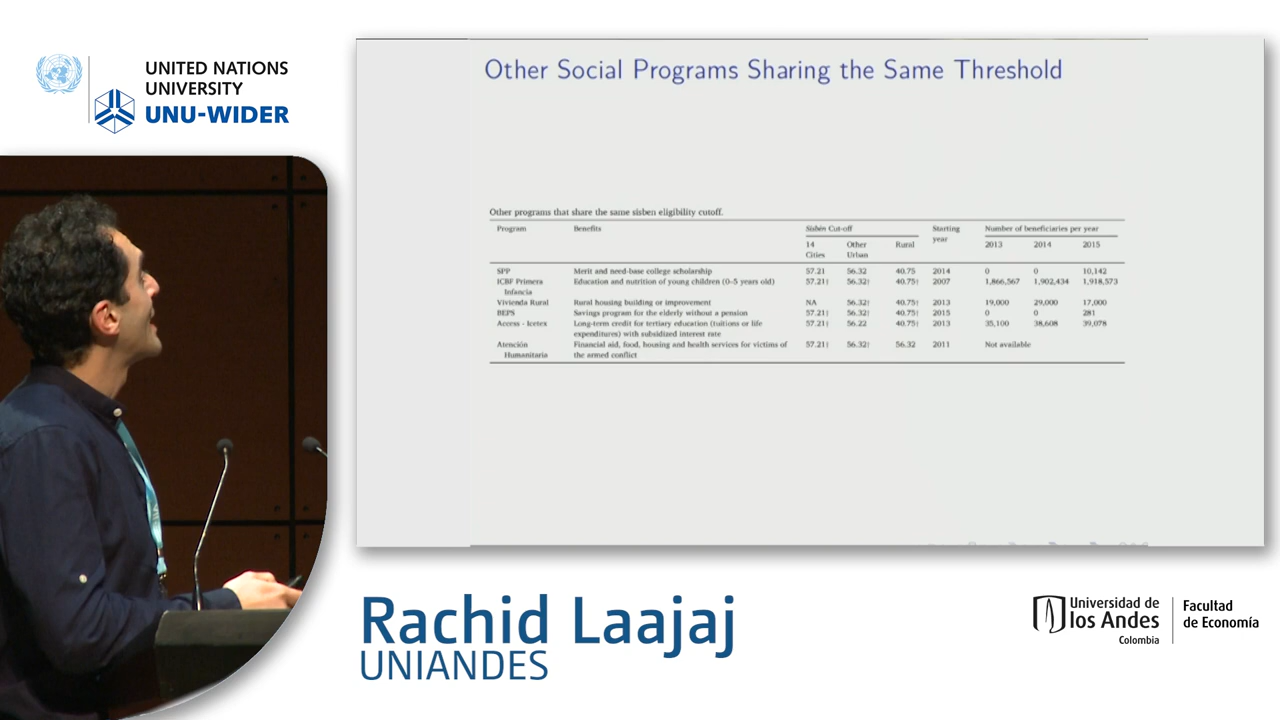 UNITED NATIONS
UNIVERSITY
UNU-WIDER
Other Social Programs Sharing the Same Threshold
Other programs that share the same sisben eligibility cutoff.
Program Benefits Sisbén Cut-off Starting year Number of beneficiaries per year
14 Cities Other Urban Rural 2013 2014 2015
SPP Merit and need-base college scholarship 57.21 56.32 40.75 2014 0 0 10,142
ICBF Primera Infancia Education and nutrition of young children (0–5 years old) 57.21† 56.32† 40.75† 2007 1,866,567 1,902,434 1,918,573
Vivienda Rural Rural housing building or improvement NA 56.32† 40.75† 2013 19,000 29,000 17,000
BEPS Savings program for the elderly without a pension 57.21† 56.32† 40.75† 2015 0 0 281
Access - Icetex Long-term credit for tertiary education (tuitions or life expenditures) with subsidized interest rate 57.21† 56.22 40.75† 2013 35,100 38,608 39,078
Atención Humanitaria Financial aid, food, housing and health services for victims of the armed conflict 57.21† 56.32† 56.32 2011 Not available
Rachid Laajaj
UNIANDES
Universidad de
los Andes
Colombia
Facultad
de Economía